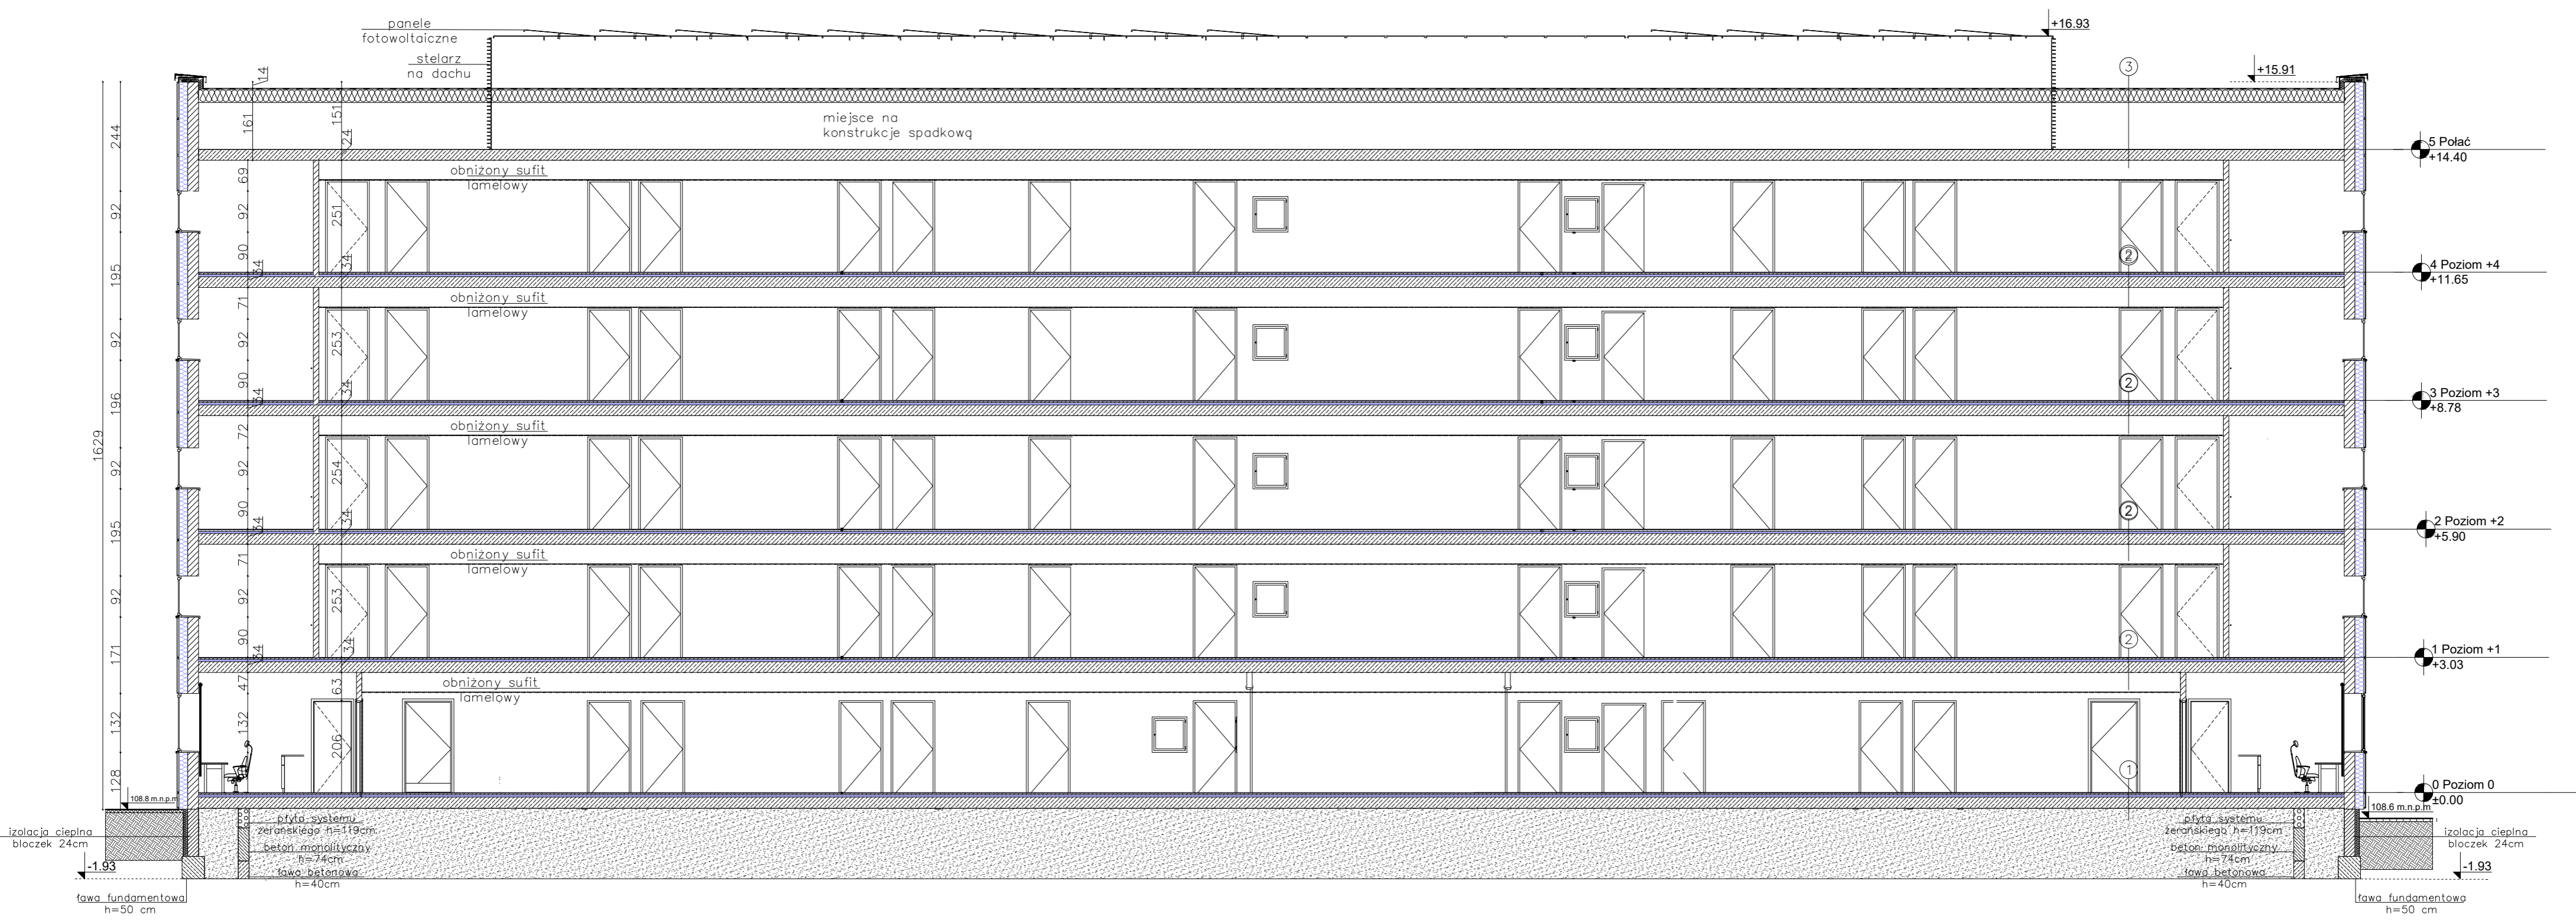 panele
fotowoltaiczne
stelarz
na dachu
+16.93
+15.91
3
14
161
151
24
244
miejsce na
konstrukcje spadkową
5 Połać
+14.40
obniżony sufit
lamelowy
69
92
92
251
90
34
34
195
2
4 Poziom +4
+11.65
obniżony sufit
lamelowy
71
92
92
253
90
34
34
196
2
3 Poziom +3
+8.78
obniżony sufit
lamelowy
1629
72
92
92
254
90
34
34
195
2
2 Poziom +2
+5.90
obniżony sufit
lamelowy
71
92
92
253
90
34
34
171
2
1 Poziom +1
+3.03
obniżony sufit
lamelowy
47
63
132
132
206
128
1
0 Poziom 0
±0.00
108.8 m.n.p.m
108.6 m.n.p.m
izolacja cieplna
bloczek 24cm
płyta systemu
żerańskiego h=119cm
beton monolityczny
h=74cm
ława betonowa
h=40cm
-1.93
ława fundamentowa
h=50 cm
płyta systemu
żerańskiego h=119cm
beton monolityczny
h=74cm
ława betonowa
h=40cm
izolacja cieplna
bloczek 24cm
-1.93
ława fundamentowa
h=50 cm